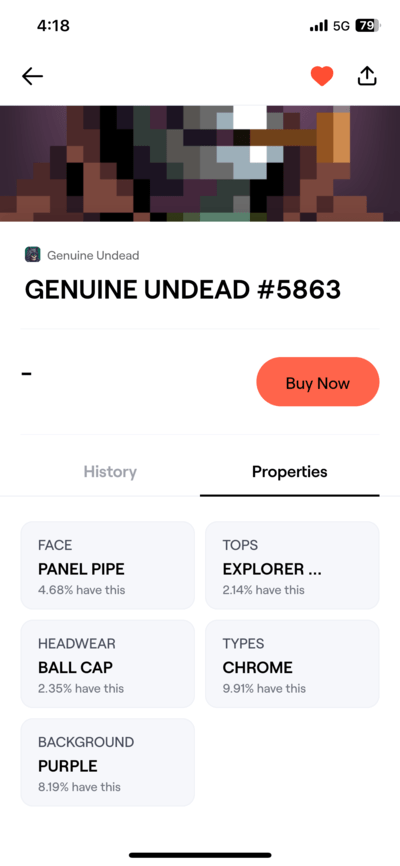 4:18
5G
79
Genuine Undead
GENUINE UNDEAD #5863
-
Buy Now
History
Properties
FACE
PANEL PIPE
4.68% have this
TOPS
EXPLORER ...
2.14% have this
HEADWEAR
BALL CAP
2.35% have this
TYPES
CHROME
9.91% have this
BACKGROUND
PURPLE
8.19% have this